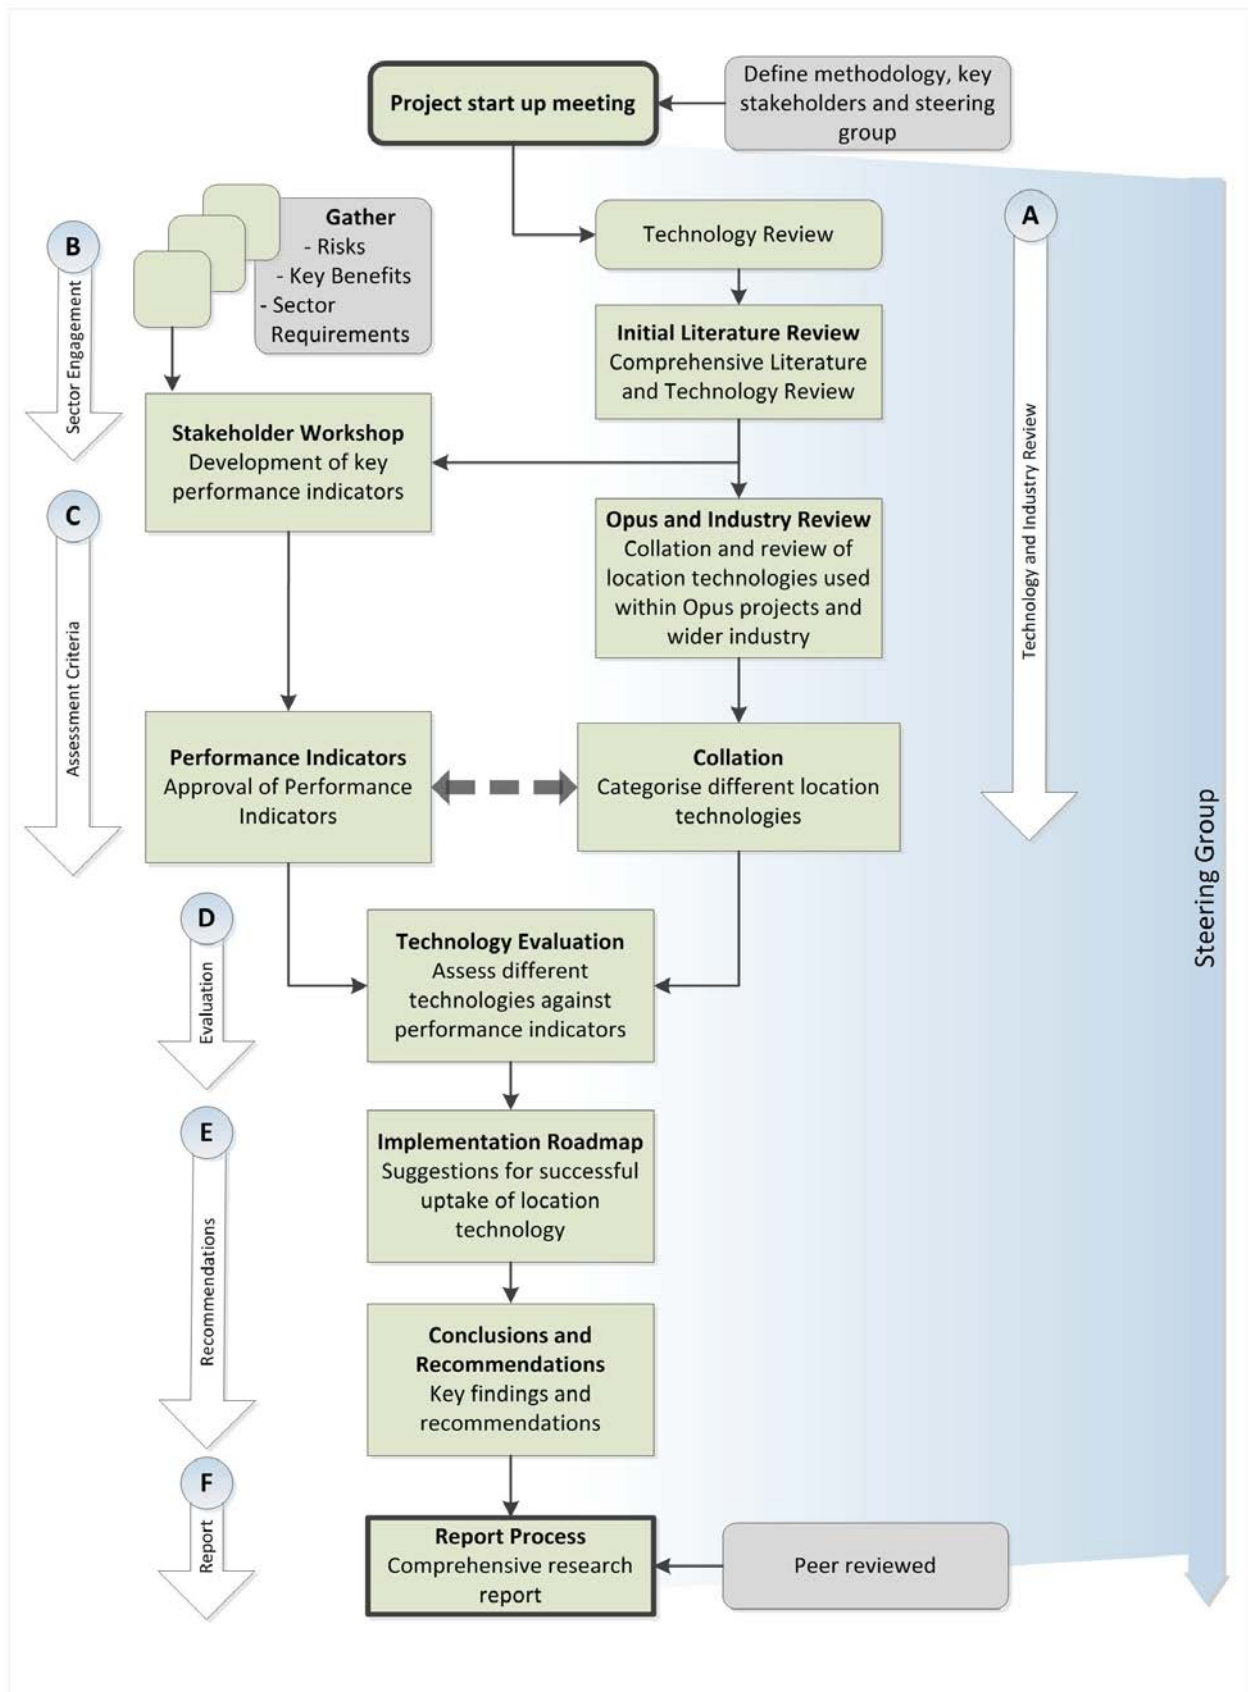 Project start up meeting
Define methodology, key
stakeholders and steering
group
A
Technology and Industry Review
B
Sector Engagement
Gather
- Risks
- Key Benefits
- Sector
Requirements
Technology Review
Initial Literature Review
Comprehensive Literature
and Technology Review
Stakeholder Workshop
Development of key
performance indicators
C
Assessment Criteria
Opus and Industry Review
Collation and review of
location technologies used
within Opus projects and
wider industry
Performance Indicators
Approval of Performance
Indicators
Collation
Categorise different location
technologies
Steering Group
D
Evaluation
Technology Evaluation
Assess different
technologies against
performance indicators
E
Recommendations
Implementation Roadmap
Suggestions for successful
uptake of location
technology
Conclusions and
Recommendations
Key findings and
recommendations
F
Report
Report Process
Comprehensive research
report
Peer reviewed